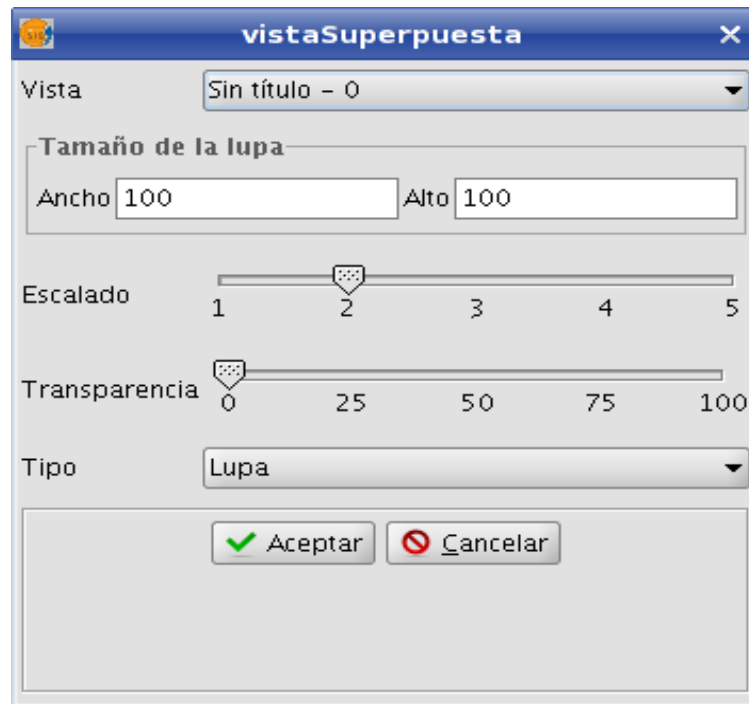 vistaSuperpuesta
Vista Sin título - 0
Tamaño de la lupa
Ancho 100 Alto 100
Escalado
1 2 3 4 5
Transparencia
0 25 50 75 100
Tipo Lupa
Aceptar Cancelar